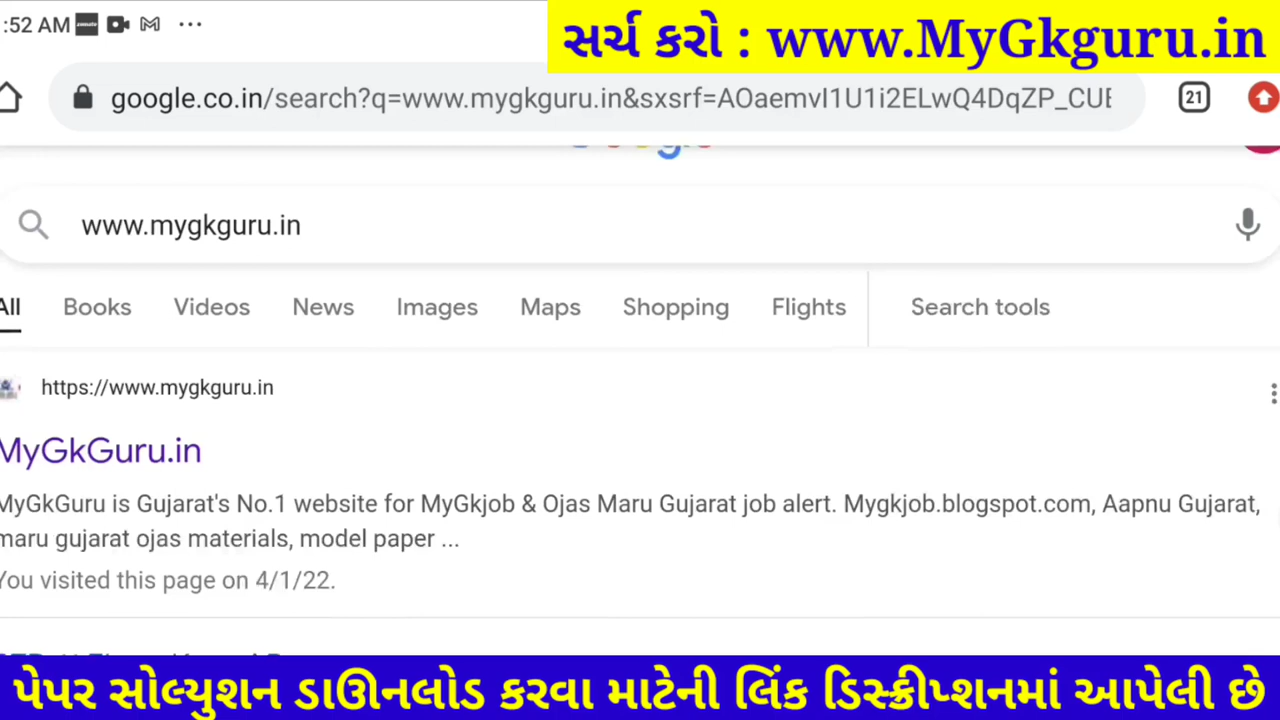 :52 AM
સર્ચ કરો : www.MyGkguru.in
google.co.in/search?q=www.mygkguru.in&sxsrf=AOaemvI1U1i2ELwQ4DqZP_CUE
21
www.mygkguru.in
All Books Videos News Images Maps Shopping Flights Search tools
https://www.mygkguru.in
MyGkGuru.in
MyGkGuru is Gujarat's No.1 website for MyGkjob & Ojas Maru Gujarat job alert. Mygkjob.blogspot.com, Aapnu Gujarat,
maru gujarat ojas materials, model paper ...
You visited this page on 4/1/22.
પેપર સોલ્યુશન ડાઊનલોડ કરવા માટેની લિંક ડિસ્ક્રીપ્શનમાં આપેલી છે